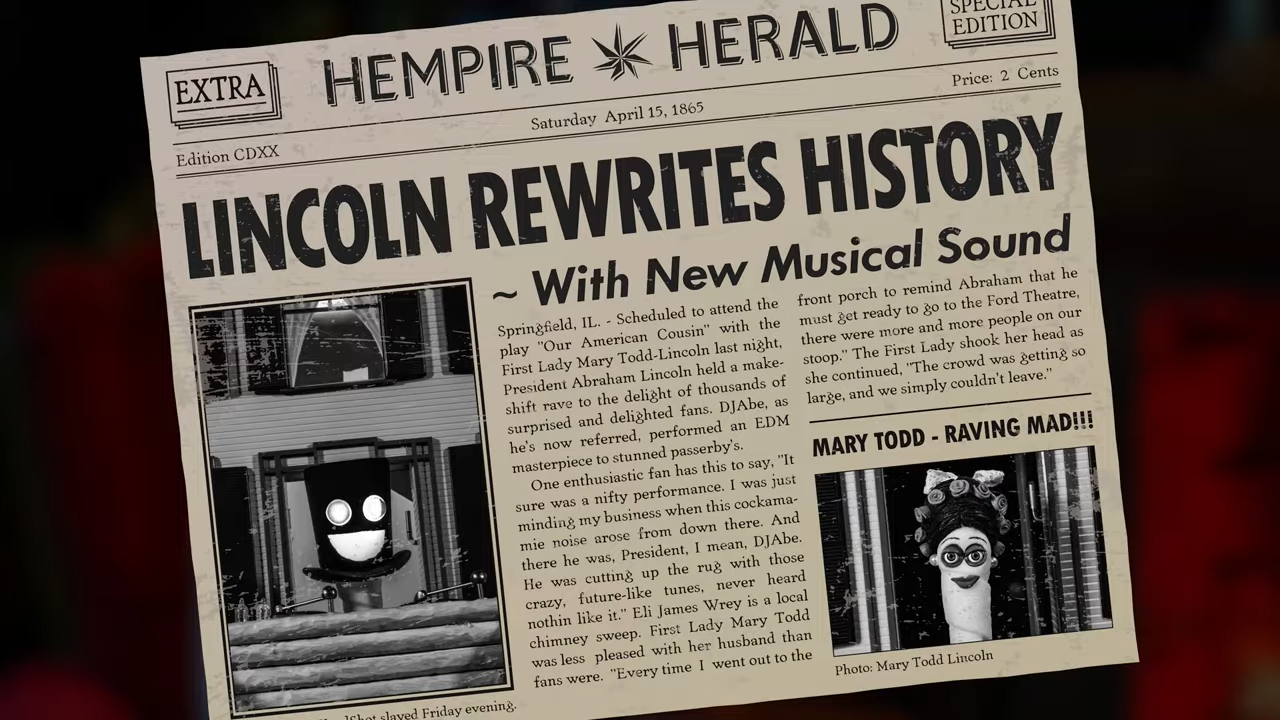 EXTRA
HEMPIRE HERALD
SPECIAL
EDITION
Edition CDXX
Saturday April 15, 1865
Price: 2 Cents
LINCOLN REWRITES HISTORY
~ With New Musical Sound
Springfield, IL. - Scheduled to attend the
play "Our American Cousin" with the
First Lady Mary Todd-Lincoln last night,
President Abraham Lincoln held a make-
shift rave to the delight of thousands of
surprised and delighted fans. DJAbe, as
he's now referred, performed an EDM
masterpiece to stunned passerby's.
One enthusiastic fan has this to say, "It
sure was a nifty performance. I was just
minding my business when this cockama-
mie noise arose from down there. And
there he was, President, I mean, DJAbe.
He was cutting up the rug with those
crazy, future-like tunes, never heard
nothin like it." Eli James Wrey is a local
chimney sweep. First Lady Mary Todd
was less pleased with her husband than
fans were. "Every time I went out to the
front porch to remind Abraham that he
must get ready to go to the Ford Theatre,
there were more and more people on our
stoop." The First Lady shook her head as
she continued, "The crowd was getting so
large, and we simply couldn't leave."
MARY TODD - RAVING MAD!!!
Photo: Mary Todd Lincoln
slayed Friday evening.